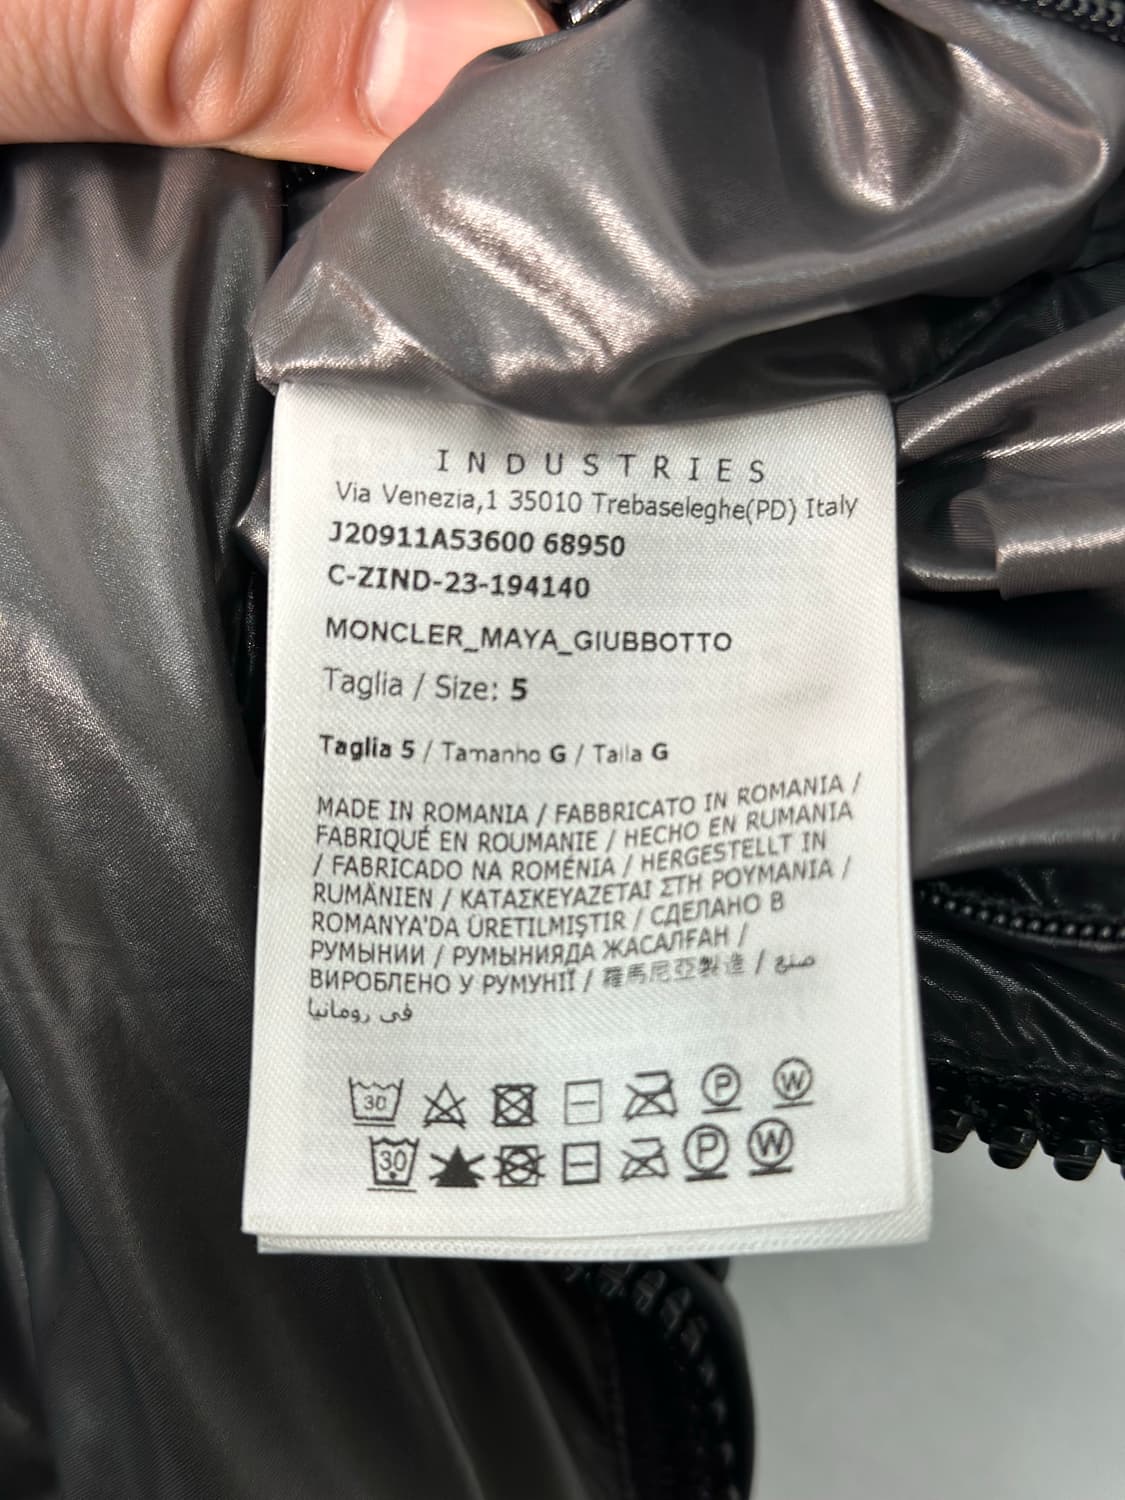 INDUSTRIES
Via Venezia,1 35010 Trebaseleghe(PD) Italy
J20911A53600 68950
C-ZIND-23-194140
MONCLER_MAYA_GIUBBOTTO
Taglia / Size: 5
Taglia 5 / Tamanho G / Talla G
MADE IN ROMANIA / FABBRICATO IN ROMANIA /
FABRIQUÉ EN ROUMANIE / HECHO EN RUMANIA
/ FABRICADO NA ROMÉNIA / HERGESTELLT IN
RUMÄNIEN / ΚΑΤΑΣΚΕΥΑΖΕΤΑΙ ΣΤΗ ΡΟΥΜΑΝΙΑ /
ROMANYA'DA ÜRETILMIŞTIR / СДЕЛАНО В
РУМЫНИИ / РУМЫНИЯДА ЖАСАЛҒАН /
ВИРОБЛЕНО У РУМУНІЇ / 羅馬尼亞製造 / صنع
في رومانيا
30 P W
30 P W